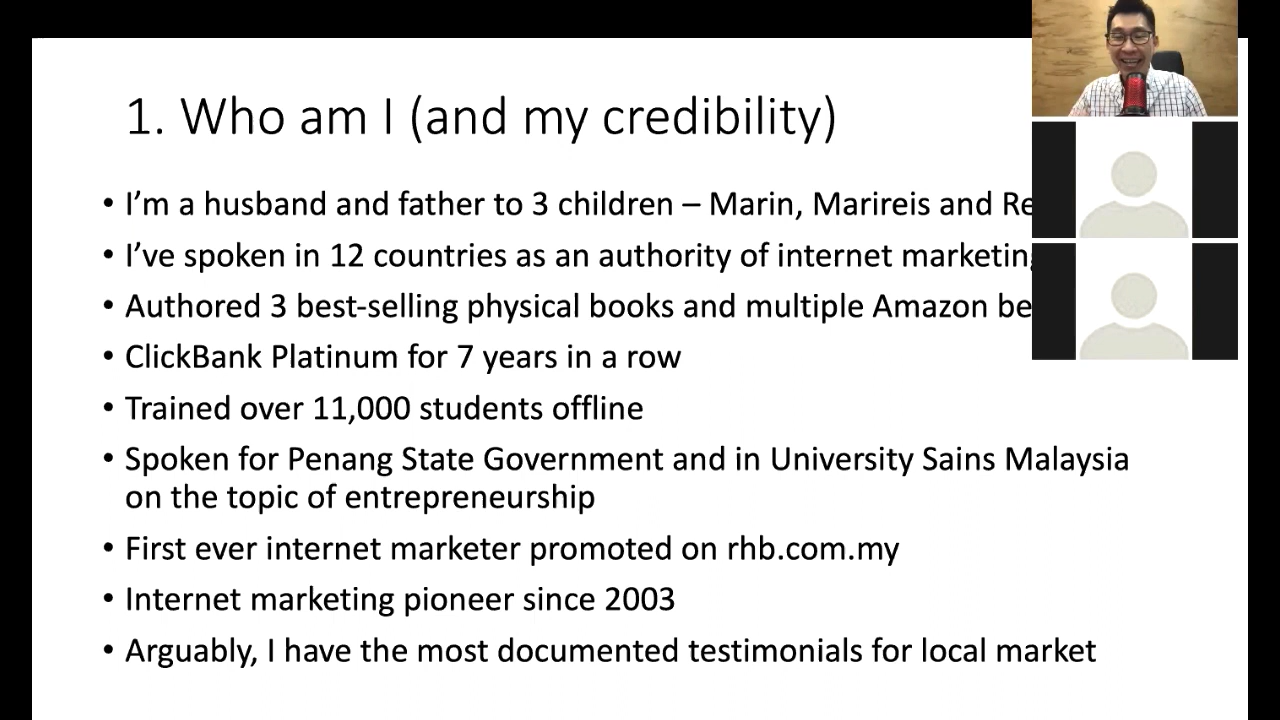 1. Who am I (and my credibility)
• I’m a husband and father to 3 children – Marin, Marireis and
• I’ve spoken in 12 countries as an authority of internet marketing
• Authored 3 best-selling physical books and multiple Amazon
• ClickBank Platinum for 7 years in a row
• Trained over 11,000 students offline
• Spoken for Penang State Government and in University Sains Malaysia
on the topic of entrepreneurship
• First ever internet marketer promoted on rhb.com.my
• Internet marketing pioneer since 2003
• Arguably, I have the most documented testimonials for local market